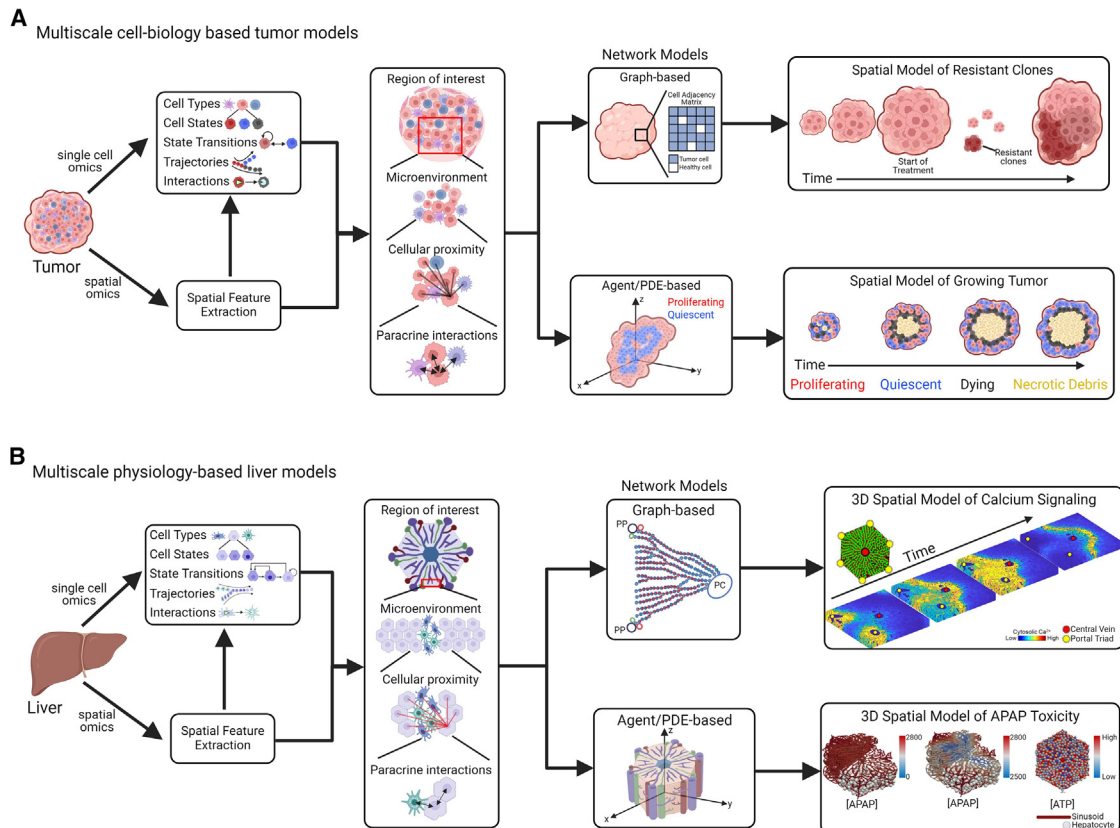 A
Multiscale cell-biology based tumor models
Tumor
single cell
omics
spatial
omics
Cell Types
Cell States
State Transitions
Trajectories
Interactions
Spatial Feature
Extraction
Region of interest
Microenvironment
Cellular proximity
Paracrine interactions
Network Models
Graph-based
Cell Adjacency
Matrix
Tumor cell
Healthy cell
Agent/PDE-based
z
Proliferating
Quiescent
x
y
Spatial Model of Resistant Clones
Start of
Treatment
Resistant
clones
Time
Spatial Model of Growing Tumor
Time
Proliferating
Quiescent
Dying
Necrotic Debris
B
Multiscale physiology-based liver models
Liver
single cell
omics
spatial
omics
Cell Types
Cell States
State Transitions
Trajectories
Interactions
Spatial Feature
Extraction
Region of interest
Microenvironment
Cellular proximity
Paracrine interactions
Network Models
Graph-based
PP
PC
PP
Agent/PDE-based
z
x
y
3D Spatial Model of Calcium Signaling
Time
Cytosolic Ca²⁺
Low High
Central Vein
Portal Triad
3D Spatial Model of APAP Toxicity
2800
0
[APAP]
2800
2500
[APAP]
High
Low
[ATP]
Sinusoid
Hepatocyte